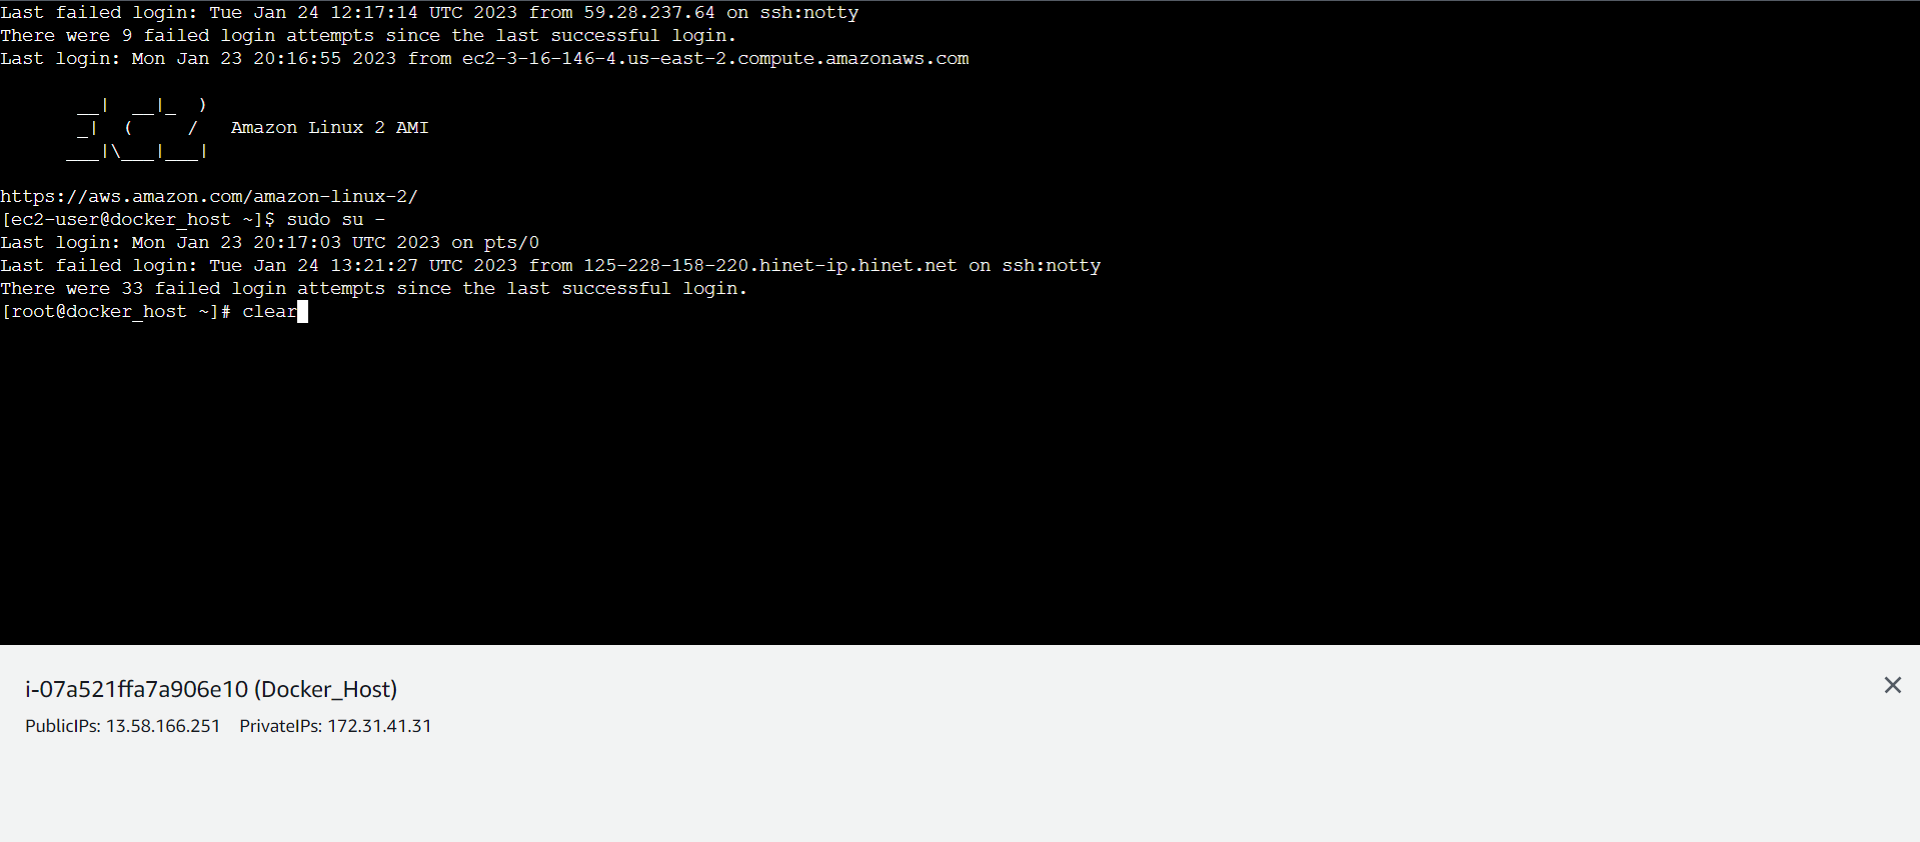 Last failed login: Tue Jan 24 12:17:14 UTC 2023 from 59.28.237.64 on ssh:notty
There were 9 failed login attempts since the last successful login.
Last login: Mon Jan 23 20:16:55 2023 from ec2-3-16-146-4.us-east-2.compute.amazonaws.com
       __|  __|_  )
       _|  (     /   Amazon Linux 2 AMI
      ___|\___|___|
https://aws.amazon.com/amazon-linux-2/
[ec2-user@docker_host ~]$ sudo su -
Last login: Mon Jan 23 20:17:03 UTC 2023 on pts/0
Last failed login: Tue Jan 24 13:21:27 UTC 2023 from 125-228-158-220.hinet-ip.hinet.net on ssh:notty
There were 33 failed login attempts since the last successful login.
[root@docker_host ~]# clear
i-07a521ffa7a906e10 (Docker_Host)
PublicIPs: 13.58.166.251 PrivateIPs: 172.31.41.31